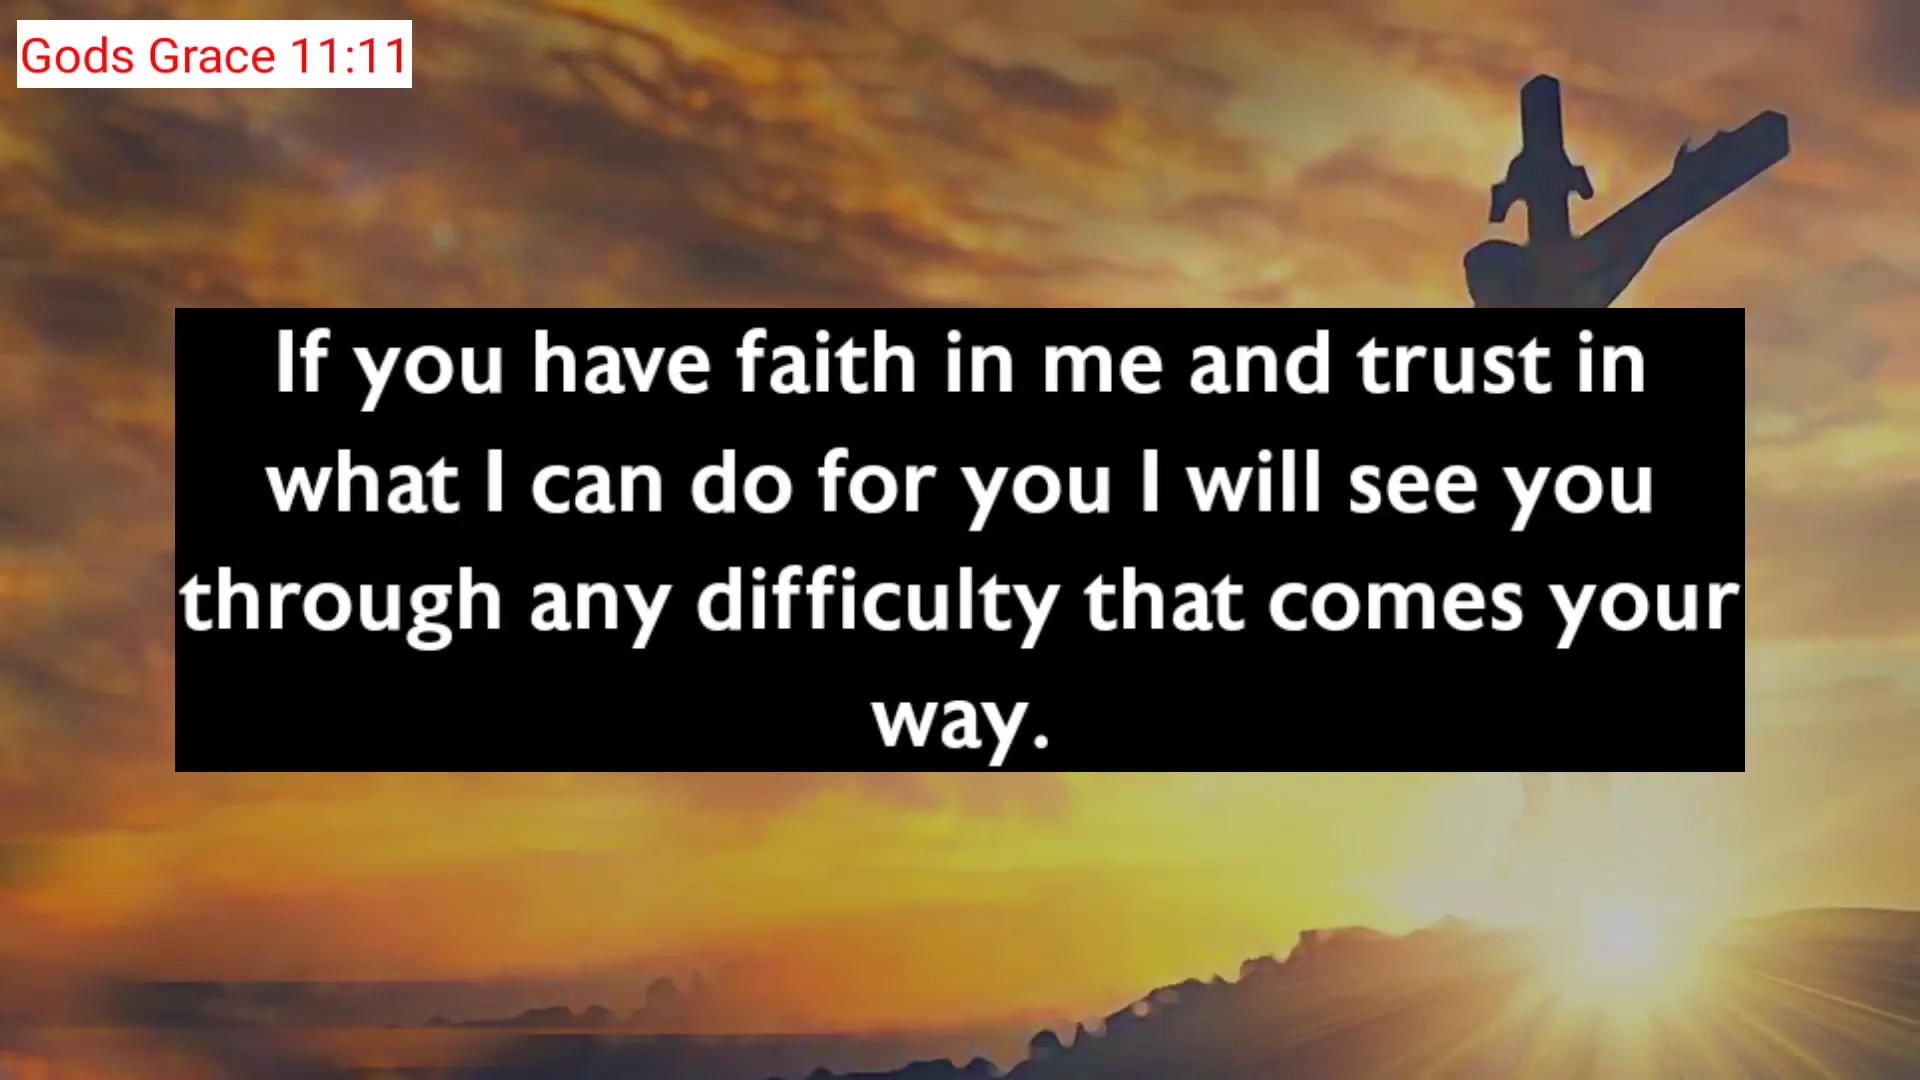 Gods Grace 11:11
If you have faith in me and trust in
what I can do for you I will see you
through any difficulty that comes your
way.